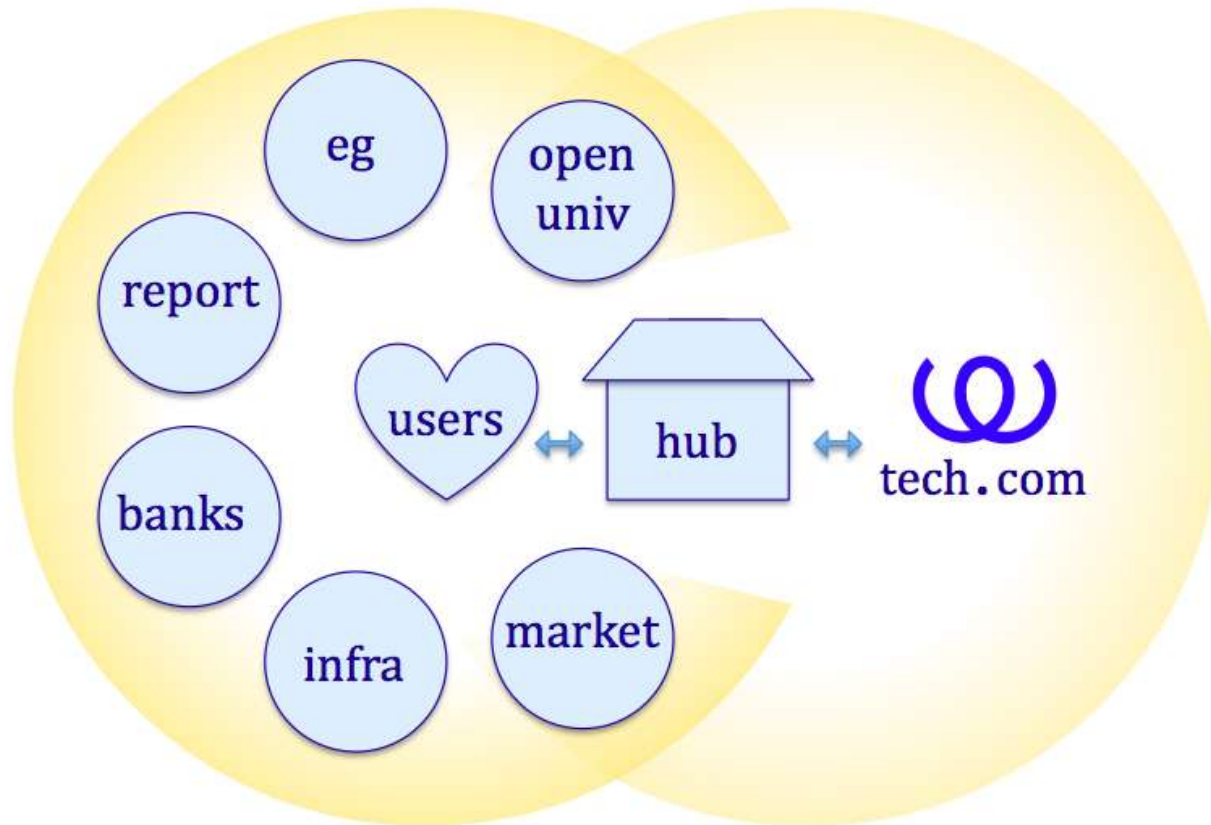 eg
open
univ
report
users
hub
tech.com
banks
market
infra